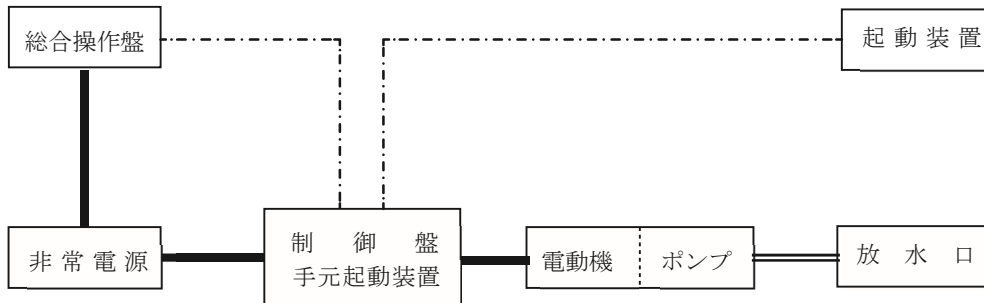 総合操作盤
起動装置
非常電源
制御盤
手元起動装置
電動機
ポンプ
放水口